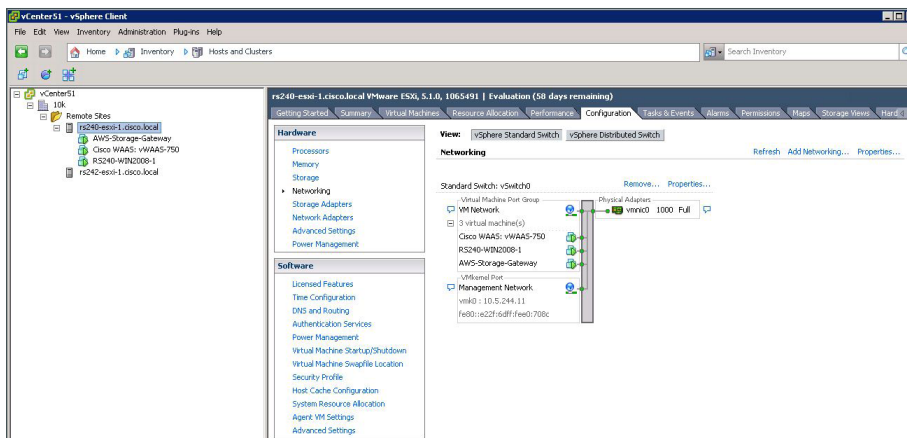 vCenter51 - vSphere Client
File Edit View Inventory Administration Plug-ins Help
Home Inventory Hosts and Clusters
Search Inventory
vCenter51
10k
Remote Sites
rs240-esxi-1.cisco.local
AWS-Storage-Gateway
Cisco WAAS: vWAAS-750
RS240-WIN2008-1
rs242-esxi-1.cisco.local
rs240-esxi-1.cisco.local VMware ESXi, 5.1.0, 1065491 | Evaluation (58 days remaining)
Getting Started Summary Virtual Machines Resource Allocation Performance Configuration Tasks & Events Alarms Permissions Maps Storage Views Hard
Hardware
Processors
Memory
Storage
Networking
Storage Adapters
Network Adapters
Advanced Settings
Power Management
Software
Licensed Features
Time Configuration
DNS and Routing
Authentication Services
Power Management
Virtual Machine Startup/Shutdown
Virtual Machine Swapfile Location
Security Profile
Host Cache Configuration
System Resource Allocation
Agent VM Settings
Advanced Settings
View: vSphere Standard Switch vSphere Distributed Switch
Networking
Refresh Add Networking... Properties...
Standard Switch: vSwitch0 Remove... Properties...
Virtual Machine Port Group
VM Network
3 virtual machine(s)
Cisco WAAS: vWAAS-750
RS240-WIN2008-1
AWS-Storage-Gateway
VMkernel Port
Management Network
vmk0 : 10.5.244.11
fe80::e22f:6dff:fee0:708c
Physical Adapters
vmnic0 1000 Full